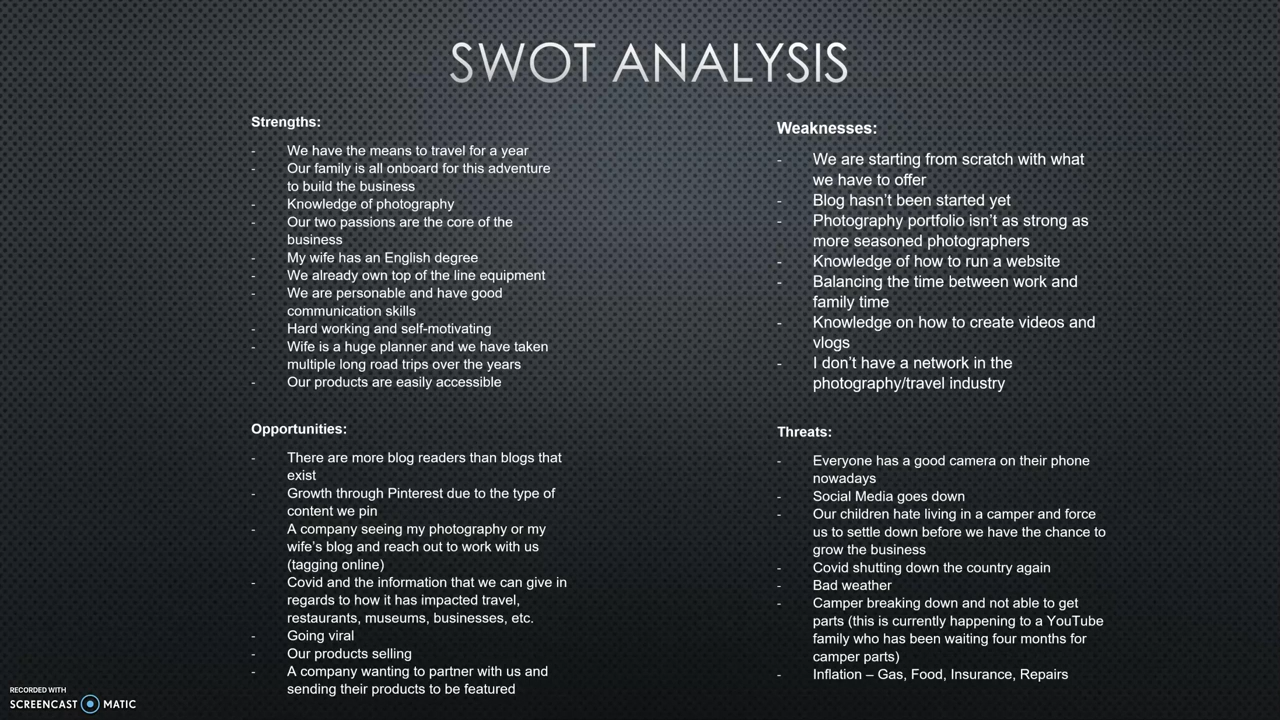 SWOT ANALYSIS
Strengths:
- We have the means to travel for a year
- Our family is all onboard for this adventure
to build the business
- Knowledge of photography
- Our two passions are the core of the
business
- My wife has an English degree
- We already own top of the line equipment
- We are personable and have good
communication skills
- Hard working and self-motivating
- Wife is a huge planner and we have taken
multiple long road trips over the years
- Our products are easily accessible
Weaknesses:
- We are starting from scratch with what
we have to offer
- Blog hasn't been started yet
- Photography portfolio isn't as strong as
more seasoned photographers
- Knowledge of how to run a website
- Balancing the time between work and
family time
- Knowledge on how to create videos and
vlogs
- I don't have a network in the
photography/travel industry
Opportunities:
- There are more blog readers than blogs that
exist
- Growth through Pinterest due to the type of
content we pin
- A company seeing my photography or my
wife's blog and reach out to work with us
(tagging online)
- Covid and the information that we can give in
regards to how it has impacted travel,
restaurants, museums, businesses, etc.
- Going viral
- Our products selling
- A company wanting to partner with us and
sending their products to be featured
Threats:
- Everyone has a good camera on their phone
nowadays
- Social Media goes down
- Our children hate living in a camper and force
us to settle down before we have the chance to
grow the business
- Covid shutting down the country again
- Bad weather
- Camper breaking down and not able to get
parts (this is currently happening to a YouTube
family who has been waiting four months for
camper parts)
- Inflation – Gas, Food, Insurance, Repairs
RECORDED WITH
SCREENCAST MATIC